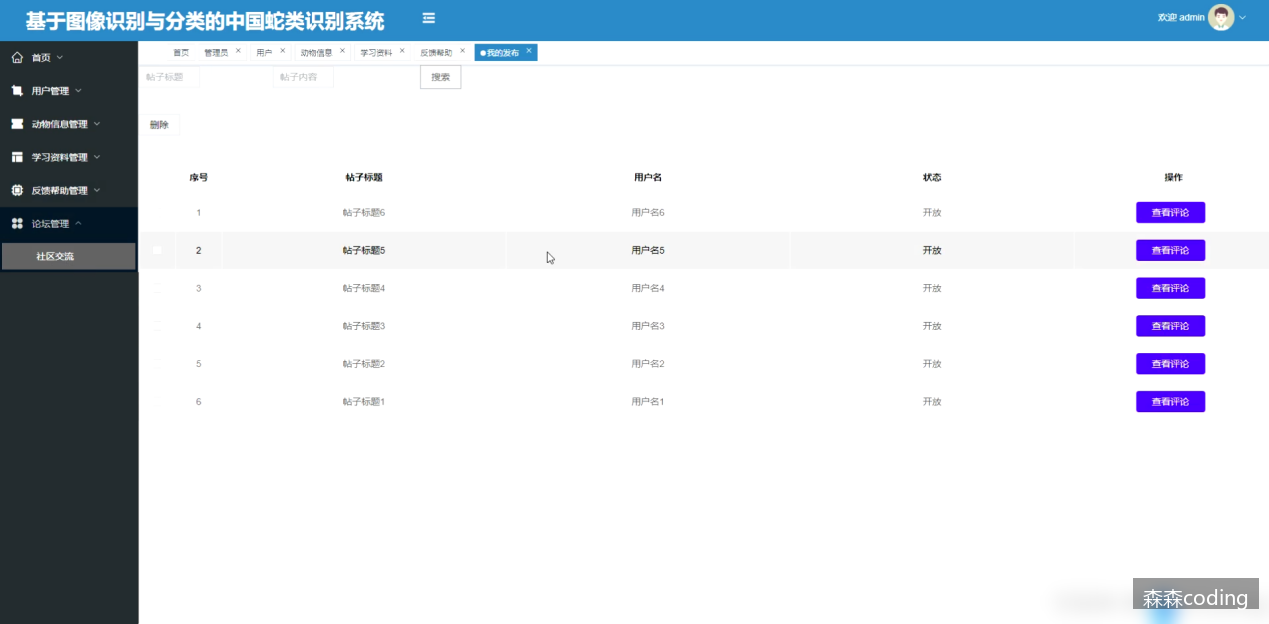 基于图像识别与分类的中国蛇类识别系统
欢迎 admin
首页
用户管理
动物信息管理
学习资料管理
反馈帮助管理
论坛管理
社区交流
首页 管理员 × 用户 × 动物信息 × 学习资料 × 反馈帮助 × 我的发布 ×
帖子标题 帖子内容 搜索
删除
序号 帖子标题 用户名 状态 操作
1 帖子标题6 用户名6 开放 查看评论
2 帖子标题5 用户名5 开放 查看评论
3 帖子标题4 用户名4 开放 查看评论
4 帖子标题3 用户名3 开放 查看评论
5 帖子标题2 用户名2 开放 查看评论
6 帖子标题1 用户名1 开放 查看评论
森森coding